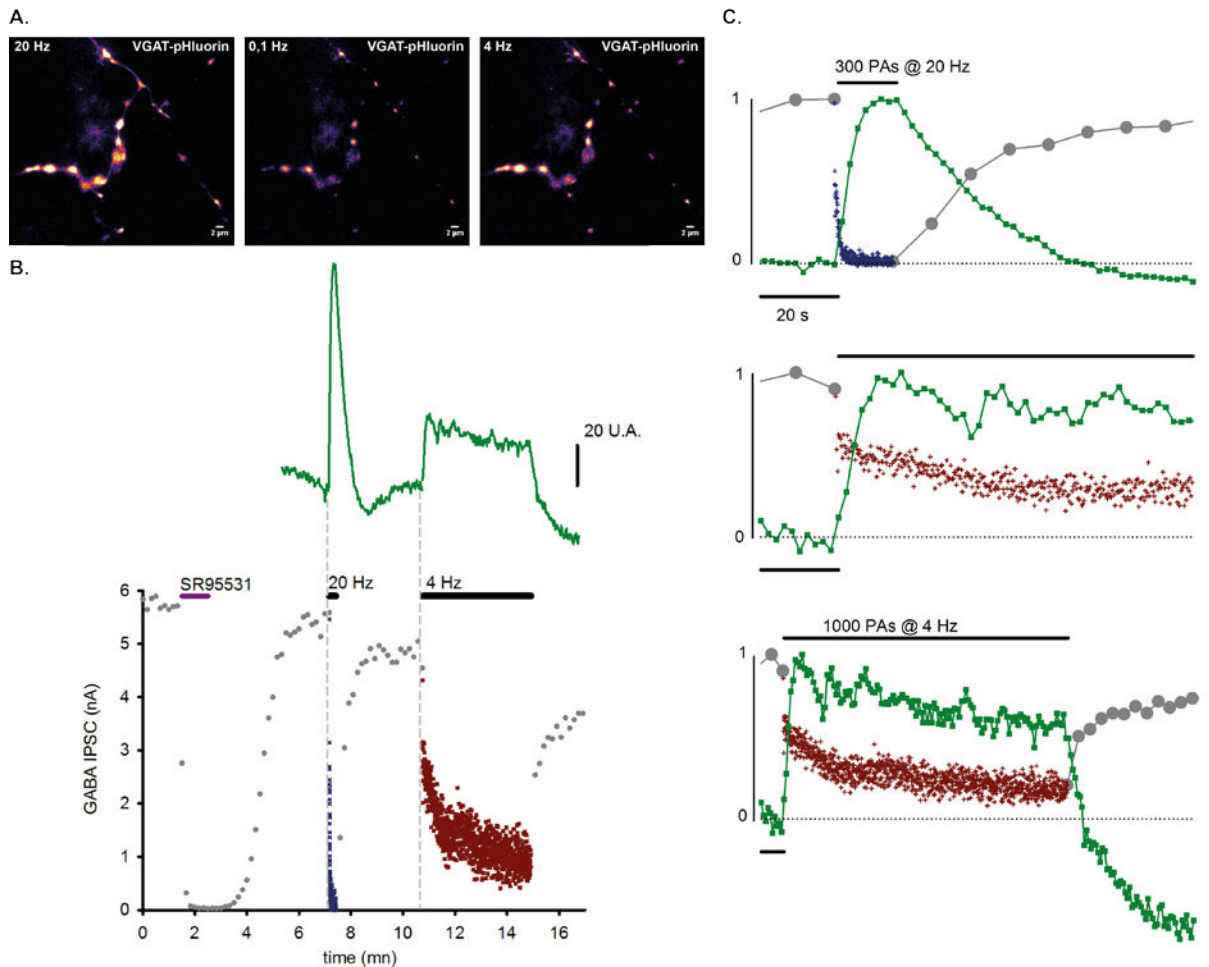 A.
20 Hz VGAT-pHluorin
2 µm
0,1 Hz VGAT-pHluorin
2 µm
4 Hz VGAT-pHluorin
2 µm
B.
20 U.A.
SR95531
20 Hz
4 Hz
6
5
4
3
2
1
0
GABA IPSC (nA)
0 2 4 6 8 10 12 14 16
time (mn)
C.
300 PAs @ 20 Hz
1
0
20 s
1
0
1000 PAs @ 4 Hz
1
0